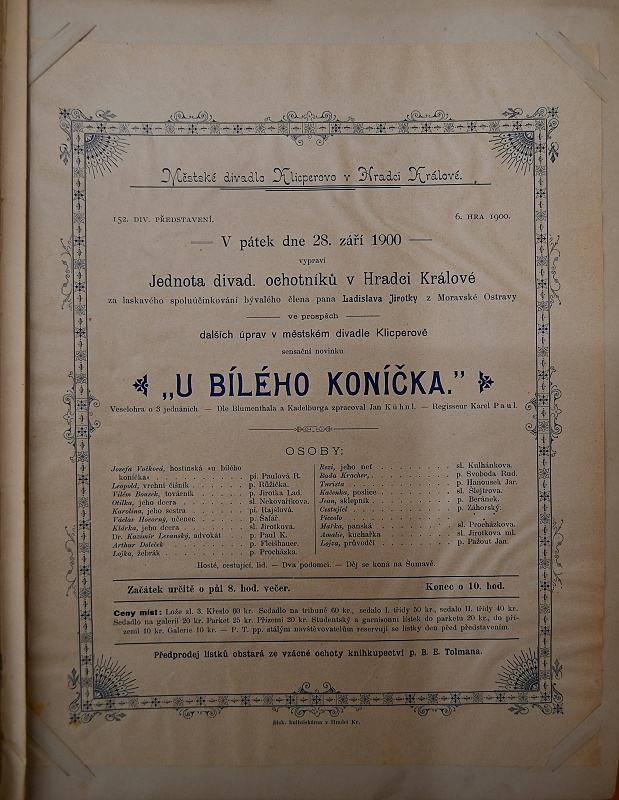 Městské divadlo Klicperovo v Hradci Králové.
152. DIV. PŘEDSTAVENÍ.
6. HRA 1900.
V pátek dne 28. září 1900
vypraví
Jednota divad. ochotníků v Hradci Králové
za laskavého spoluúčinkování bývalého člena pana Ladislava Jirotky z Moravské Ostravy
ve prospěch
dalších úprav v městském divadle Klicperově
sensační novinku
„U BÍLÉHO KONÍČKA.”
Veselohra o 3 jednáních. — Dle Blumenthala a Kadelburga zpracoval Jan Kühnl. — Regisseur Karel Paul.
OSOBY:
Josefa Vočková, hostinská »u bílého
koníčka« . . . . . . . . . . pí. Paulová R.
Leopold, vrchní číšník . . . . . . p. Růžička.
Vilém Bouzek, továrník . . . . . p. Jirotka Lad.
Otilka, jeho dcera . . . . . . . sl. Nekovaříkova.
Karolina, jeho sestra . . . . . . pí. Rajšlová.
Václav Hovorný, učenec . . . . . p. Šafář.
Klárka, jeho dcera . . . . . . . sl. Jirotkova.
Dr. Kazimír Levanský, advokát . . p. Paul K.
Arthur Doleček . . . . . . . . p. Fleišhauer.
Lojka, žebrák . . . . . . . . p. Procházka.
Rezi, jeho neť . . . . . . . . sl. Kulhánkova.
Bada Kracher, . . . . . . . . p. Svoboda Rud.
Turista . . . . . . . . . . p. Hanousek Jar.
Kačenka, poslice . . . . . . . sl. Šlejtrova.
Jean, sklepník . . . . . . . . p. Beránek.
Cestující . . . . . . . . . . p. Záhorský.
Piccolo . . . . . . . . . .
Merka, panská . . . . . . . . sl. Procházkova.
Amalie, kuchařka . . . . . . . sl. Jirotkova ml.
Lojza, průvodčí . . . . . . . p. Pažout Jan.
Hosté, cestující, lid. — Dva podomci. — Děj se koná na Šumavě.
Začátek určitě o půl 8. hod. večer.
Konec o 10. hod.
Ceny míst: Lože zl. 3. Křeslo 60 kr. Sedadlo na tribuně 60 kr., sedalo I. třídy 50 kr., sedalo II. třídy 40 kr.
Sedadlo na galerii 20 kr. Parket 25 kr. Přízemí 20 kr. Studentský a garnisonní lístek do parketu 20 kr., do pří-
zemí 10 kr. Galerie 10 kr. — P. T. pp. stálým navštěvovatelům reservují se lístky den před představením.
Předprodej lístků obstará ze vzácné ochoty knihkupectví p. B. E. Tolmana.
Bisk. knihtiskárna v Hradci Kr.